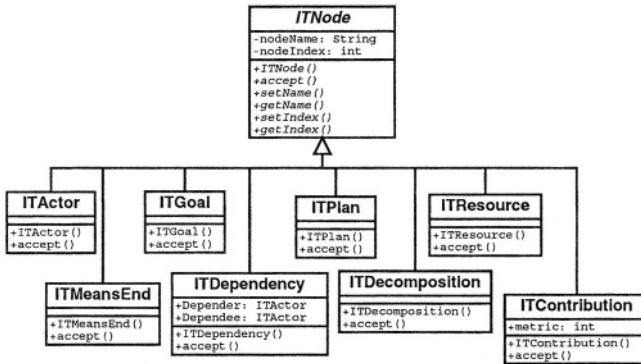 ITNode
-nodeName: String
-nodeIndex: int
+ITNode()
+accept()
+setName()
+getName()
+setIndex()
+getIndex()
ITActor
+ITActor()
+accept()
ITGoal
+ITGoal()
+accept()
ITPlan
+ITPlan()
+accept()
ITResource
+ITResource()
+accept()
ITMeansEnd
+ITMeansEnd()
+accept()
ITDependency
+Depender: ITActor
+Dependee: ITActor
+ITDependency()
+accept()
ITDecomposition
+ITDecomposition()
+accept()
ITContribution
+metric: int
+ITContribution()
+accept()